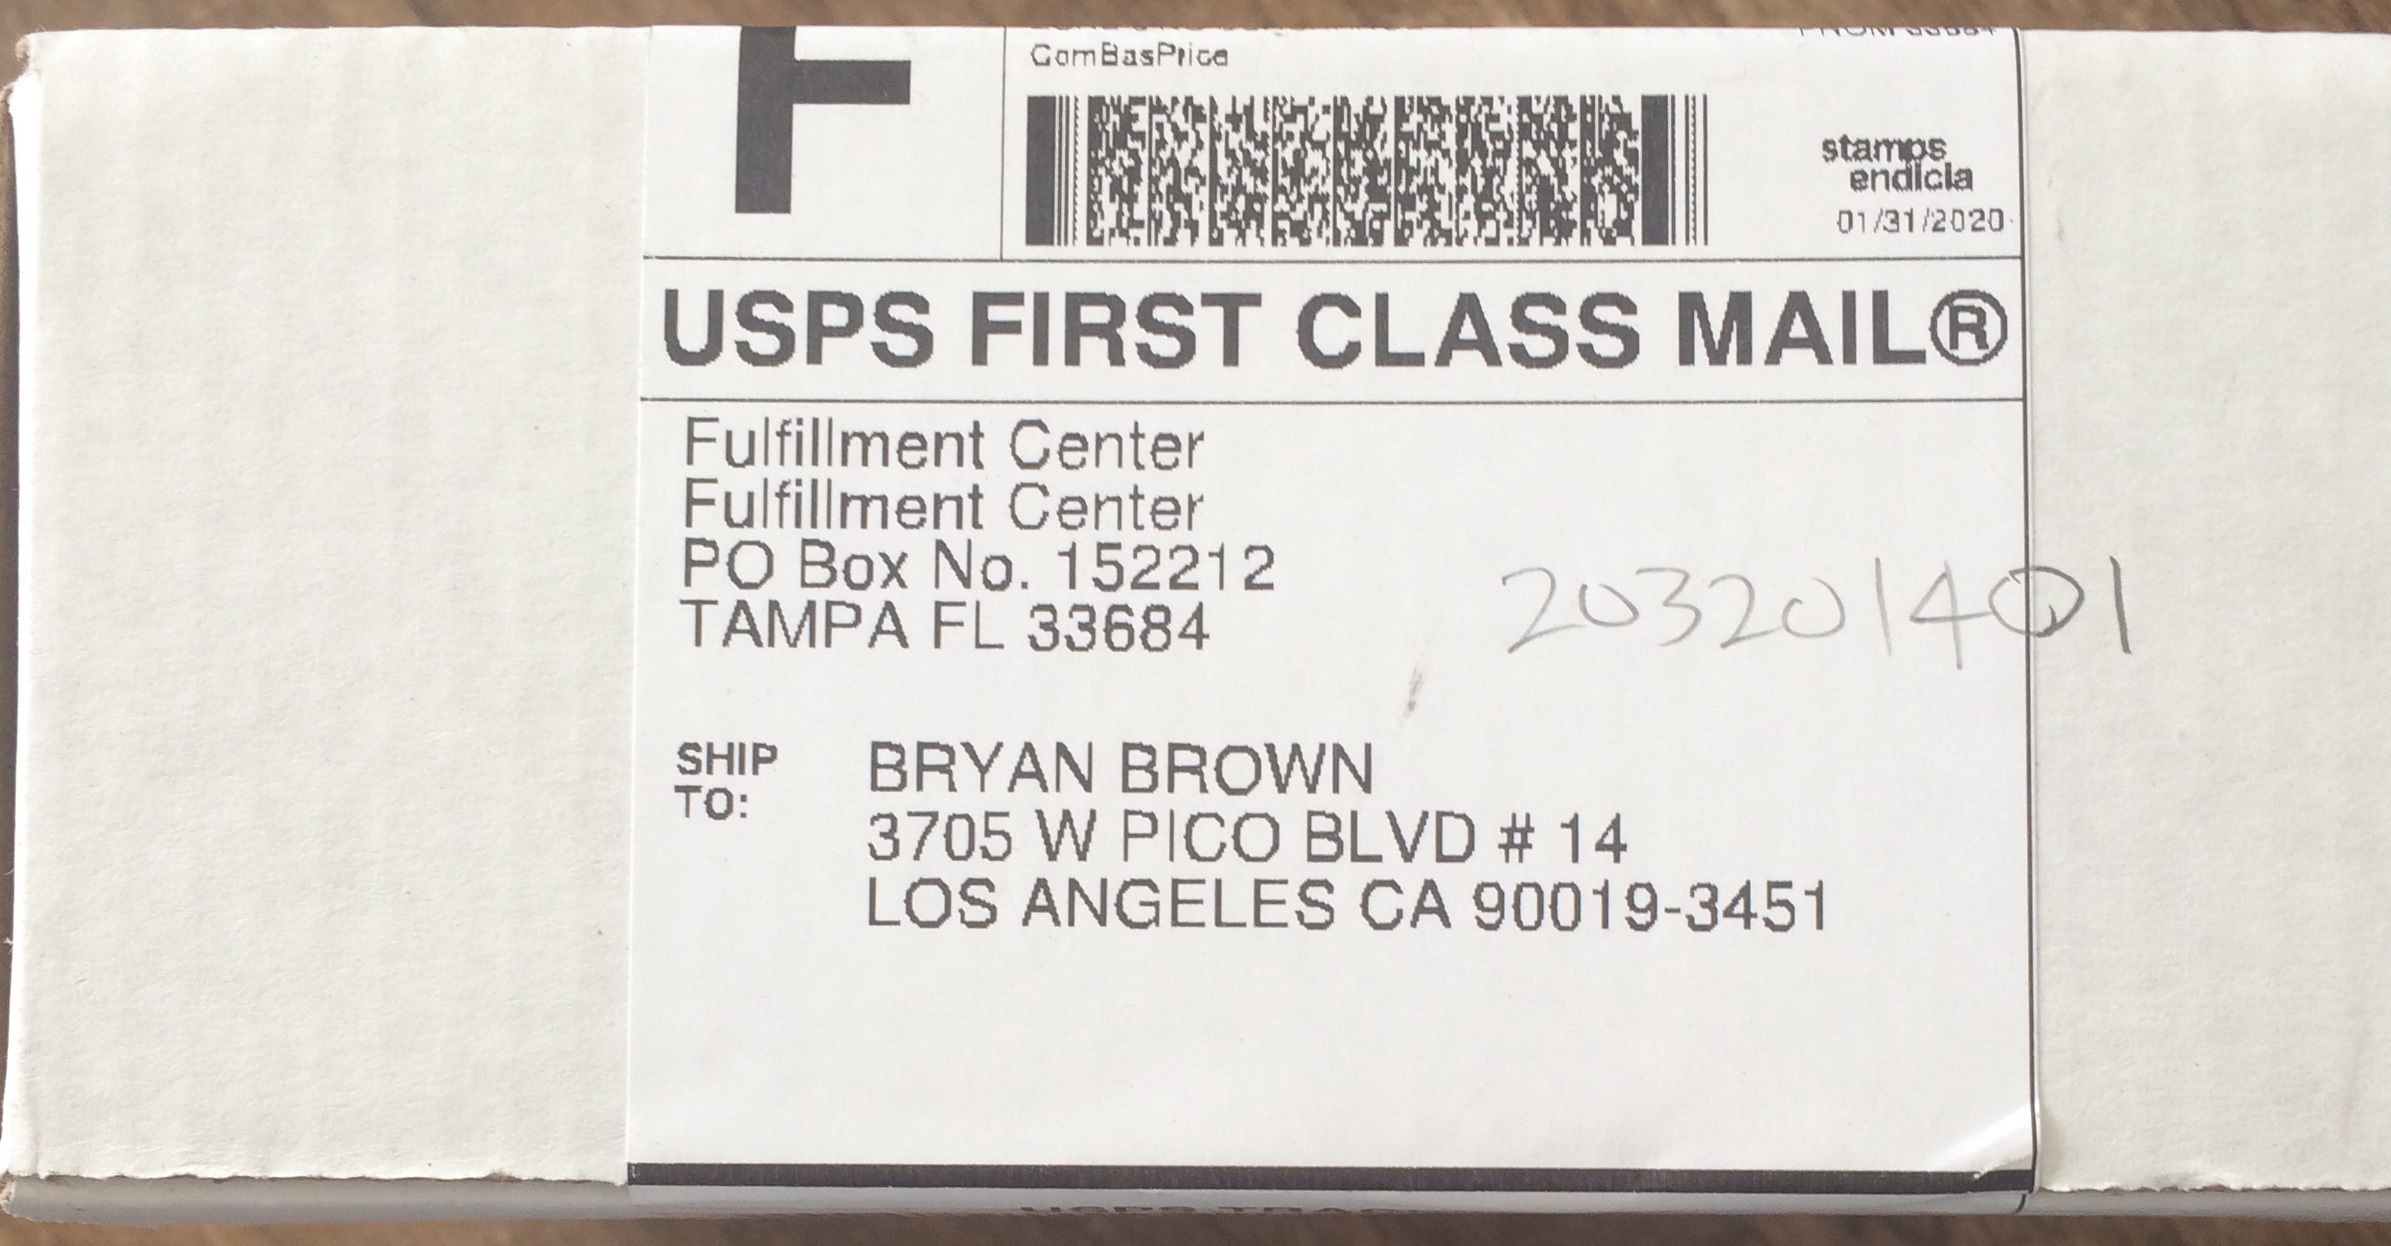 F
ComBasPrice
stamps
endicia
01/31/2020
USPS FIRST CLASS MAIL®
Fulfillment Center
Fulfillment Center
PO Box No. 152212
TAMPA FL 33684
203201401
SHIP
TO:
BRYAN BROWN
3705 W PICO BLVD # 14
LOS ANGELES CA 90019-3451